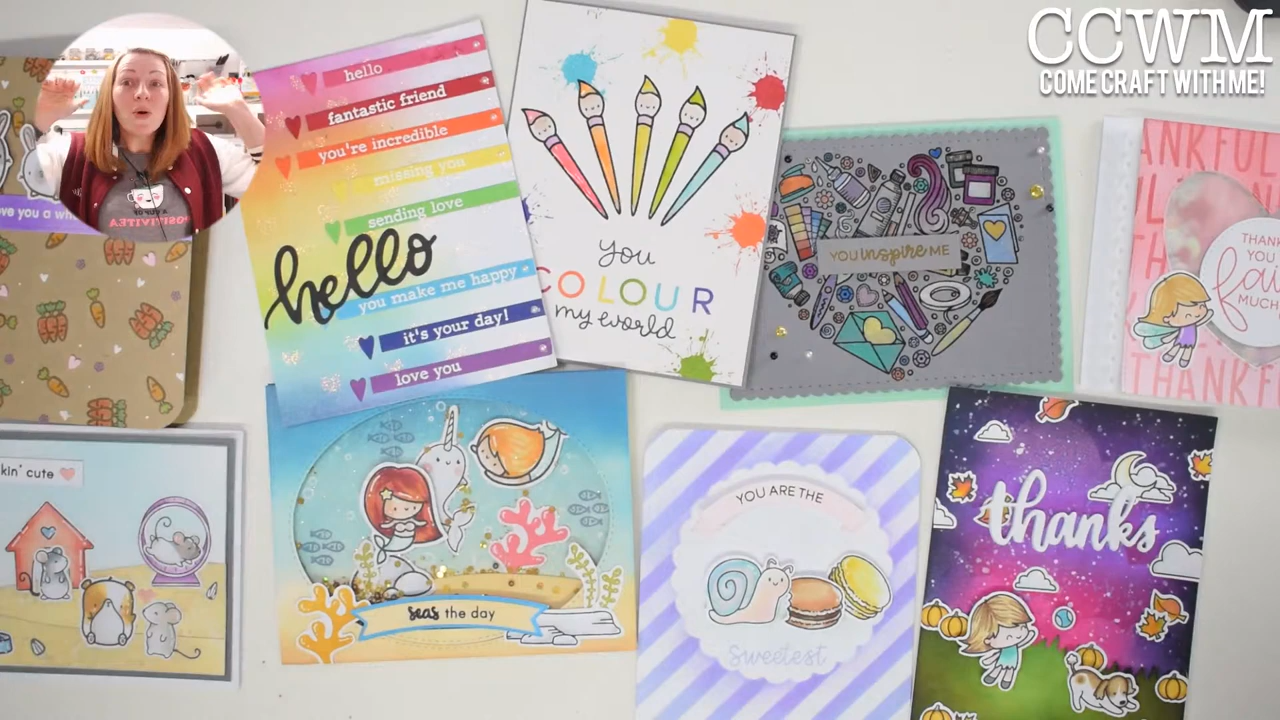 CCWM
COME CRAFT WITH ME!
hello
fantastic friend
you're incredible
missing you
sending love
hello
you make me happy
it's your day!
love you
you
COLOUR
my world
YOU inspire ME
THANKFUL
THANK
YOU
MUCH
love you a
kin' cute
seas the day
YOU ARE THE
Sweetest
thanks